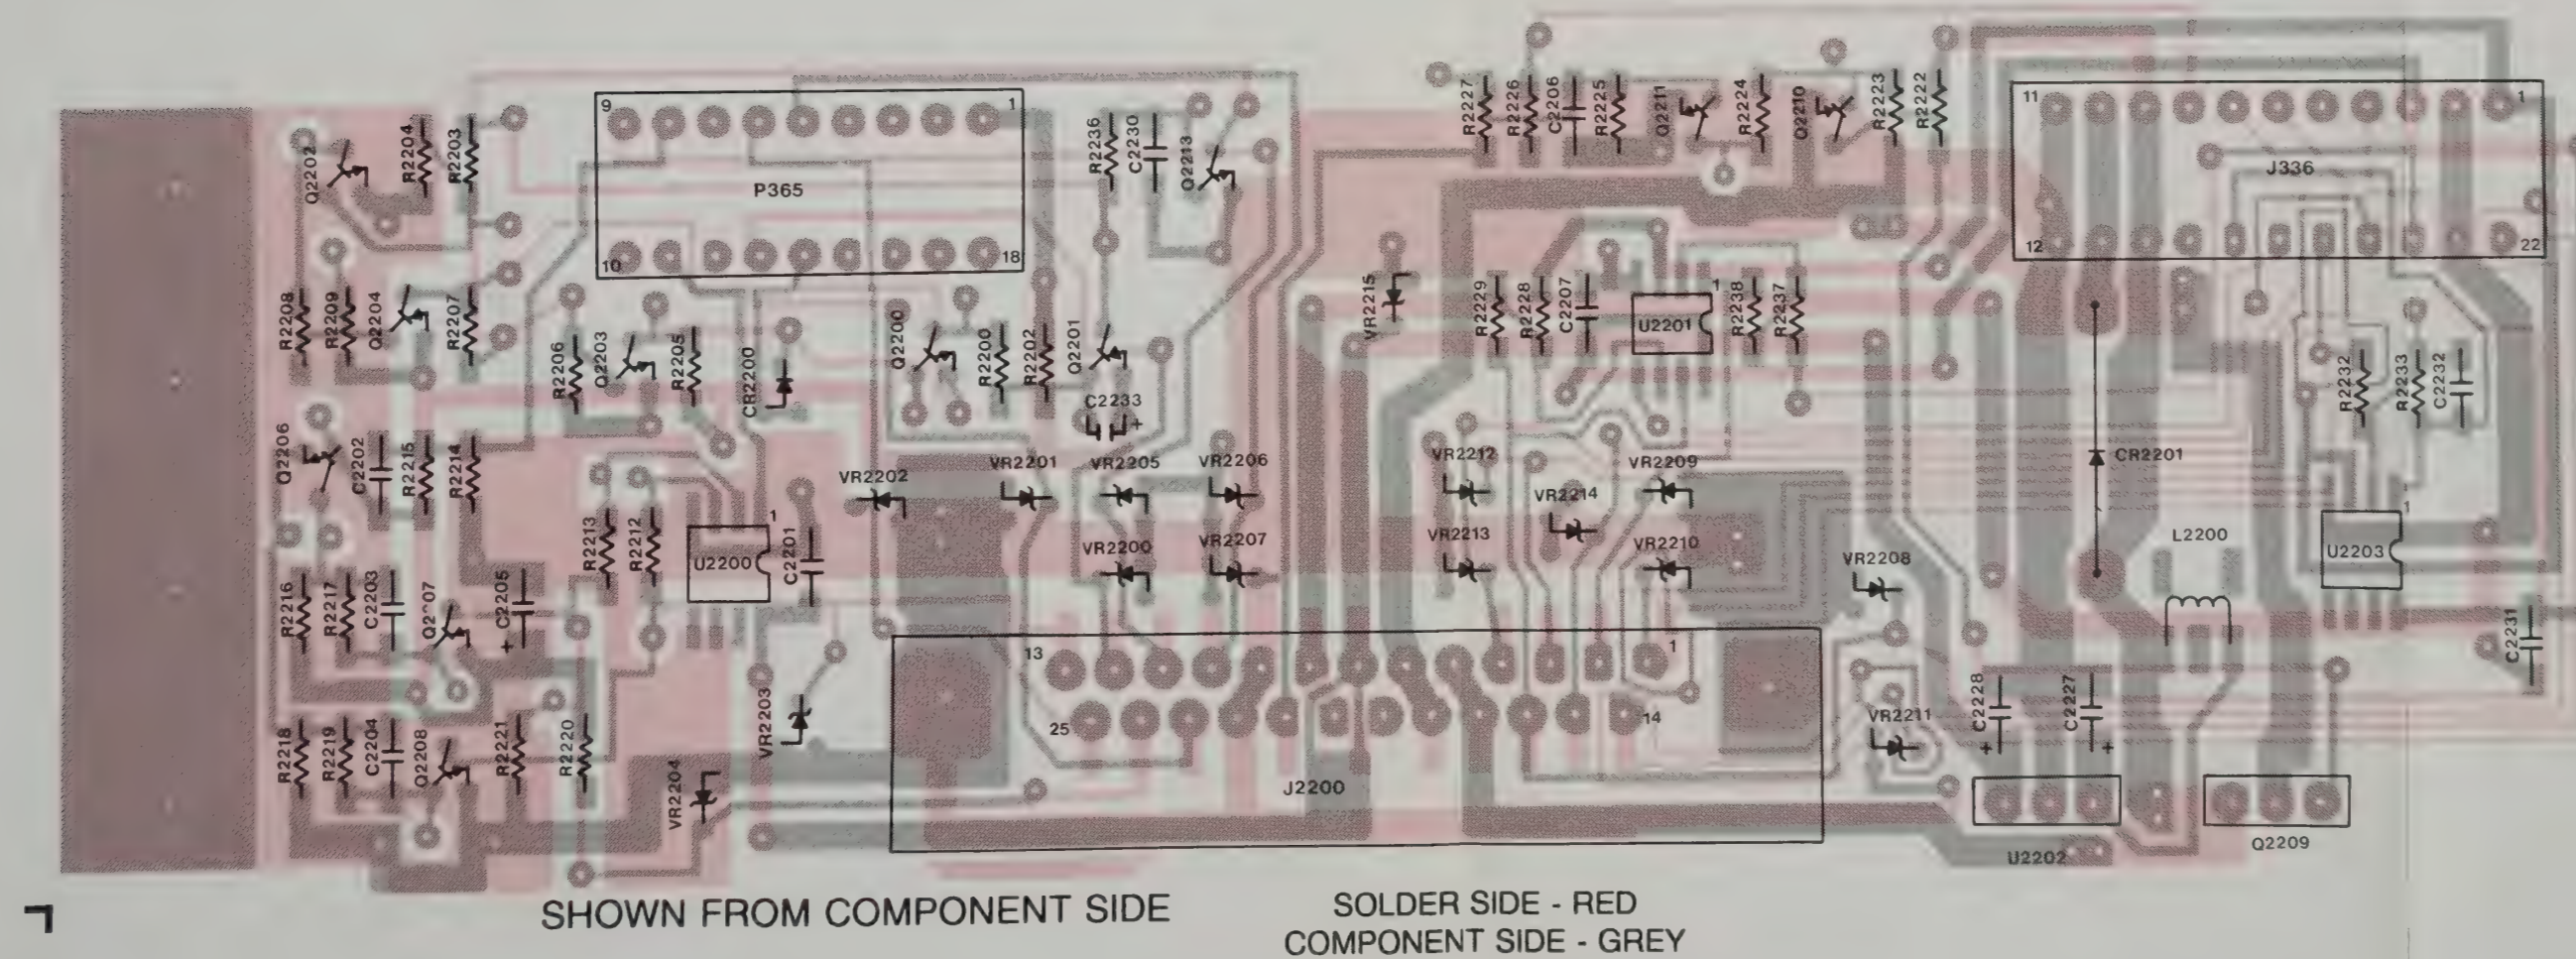 R2227
R2226
C2206
R2225
Q2211
R2224
Q2210
R2223
R2222
9
1
11
1
Q2202
R2204
R2203
P365
R2236
C2230
Q2213
J336
10
18
12
22
R2208
R2209
Q2204
R2207
R2206
Q2203
R2205
CR2200
Q2200
R2200
R2202
Q2201
C2233
+
VR2215
R2229
R2228
C2207
U2201
1
R2238
R2237
R2232
R2233
C2232
Q2206
C2202
R2215
R2214
VR2202
VR2201
VR2205
VR2206
VR2212
VR2214
VR2209
CR2201
R2213
R2212
U2200
1
C2201
VR2200
VR2207
VR2213
VR2210
VR2208
L2200
U2203
1
R2216
R2217
C2203
Q2207
C2205
+
C2231
13
1
25
14
J2200
VR2203
VR2204
VR2211
C2228
+
C2227
+
R2218
R2219
C2204
Q2208
R2221
R2220
U2202
Q2209
SHOWN FROM COMPONENT SIDE
SOLDER SIDE - RED
COMPONENT SIDE - GREY